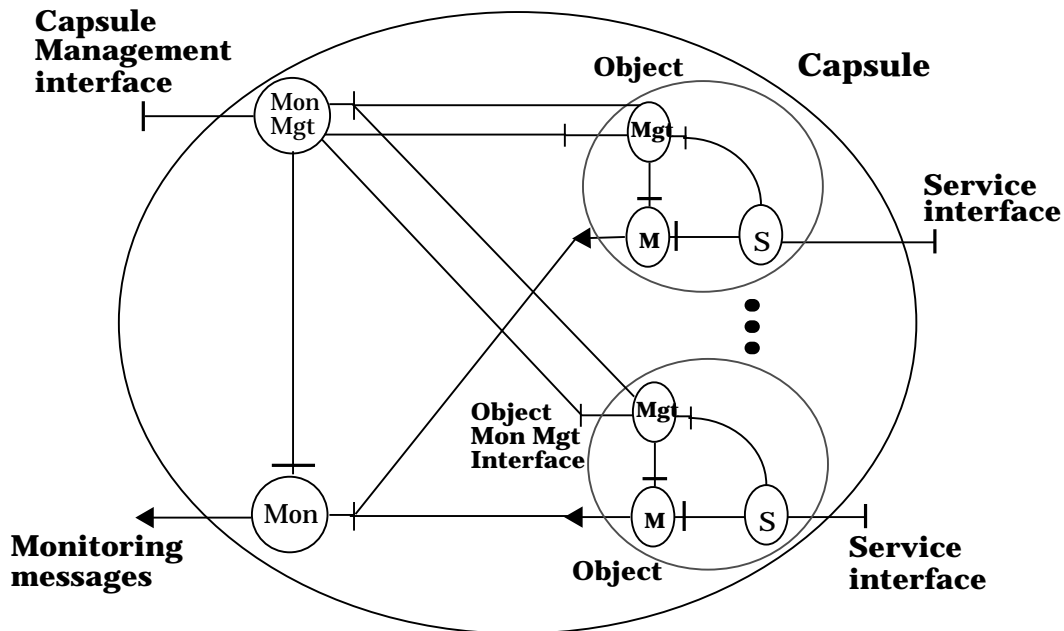 Capsule
Management
interface
Object
Capsule
Mon
Mgt
Mgt
Service
interface
M
S
Object
Mon Mgt
Interface
Mgt
Mon
M
S
Monitoring
messages
Object
Service
interface